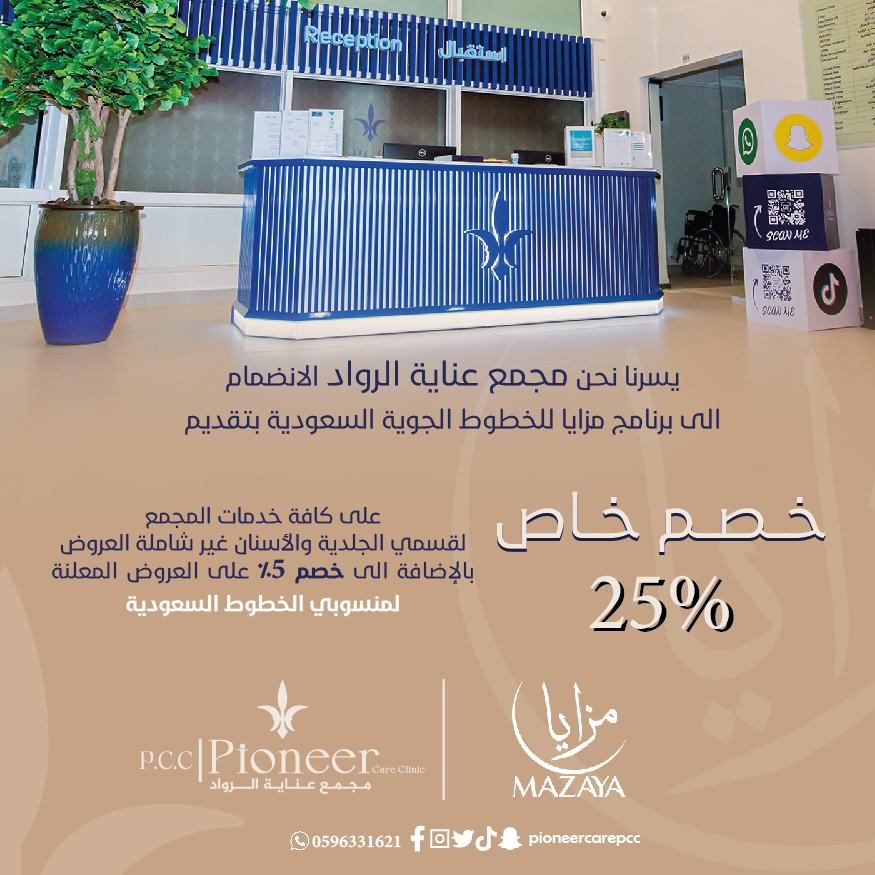 Reception
إستقبال
SCAN ME
SCAN ME
يسرنا نحن مجمع عناية الرواد الانضمام
الى برنامج مزايا للخطوط الجوية السعودية بتقديم
خصم خاص
25%
على كافة خدمات المجمع
لقسمي الجلدية والأسنان غير شاملة العروض
بالإضافة الى خصم 5٪ على العروض المعلنة
لمنسوبي الخطوط السعودية
P.C.C | Pioneer
Care Clinic
مجمع عناية الرواد
مزايا
MAZAYA
0596331621
pioneercarepcc